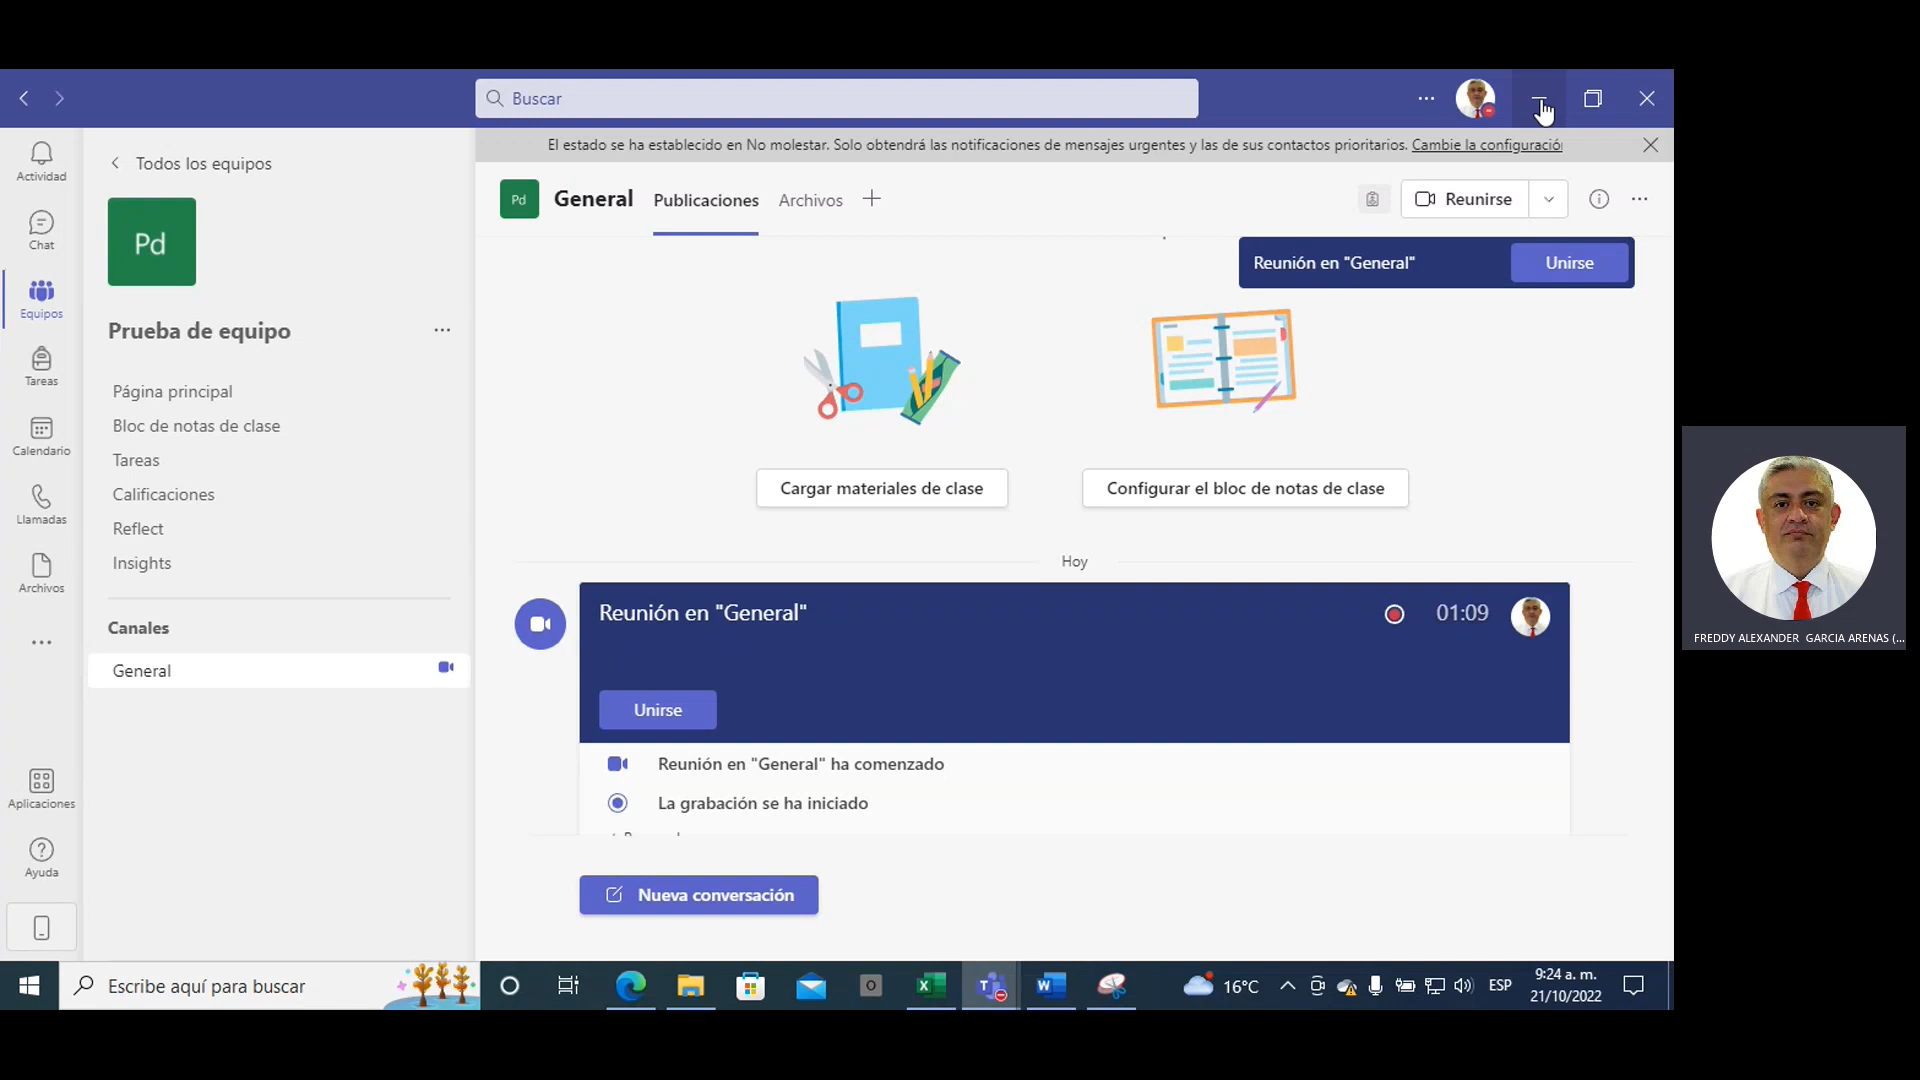 Buscar
El estado se ha establecido en No molestar. Solo obtendrá las notificaciones de mensajes urgentes y las de sus contactos prioritarios. Cambie la configuración
Actividad
Chat
Equipos
Tareas
Calendario
Llamadas
Archivos
Aplicaciones
Ayuda
Todos los equipos
Pd
Prueba de equipo
Página principal
Bloc de notas de clase
Tareas
Calificaciones
Reflect
Insights
Canales
General
Pd General Publicaciones Archivos
Reunirse
Reunión en "General" Unirse
Cargar materiales de clase
Configurar el bloc de notas de clase
Hoy
Reunión en "General" 01:09
Unirse
Reunión en "General" ha comenzado
La grabación se ha iniciado
Nueva conversación
FREDDY ALEXANDER GARCIA ARENAS (...
Escribe aquí para buscar
16°C
ESP
9:24 a. m.
21/10/2022